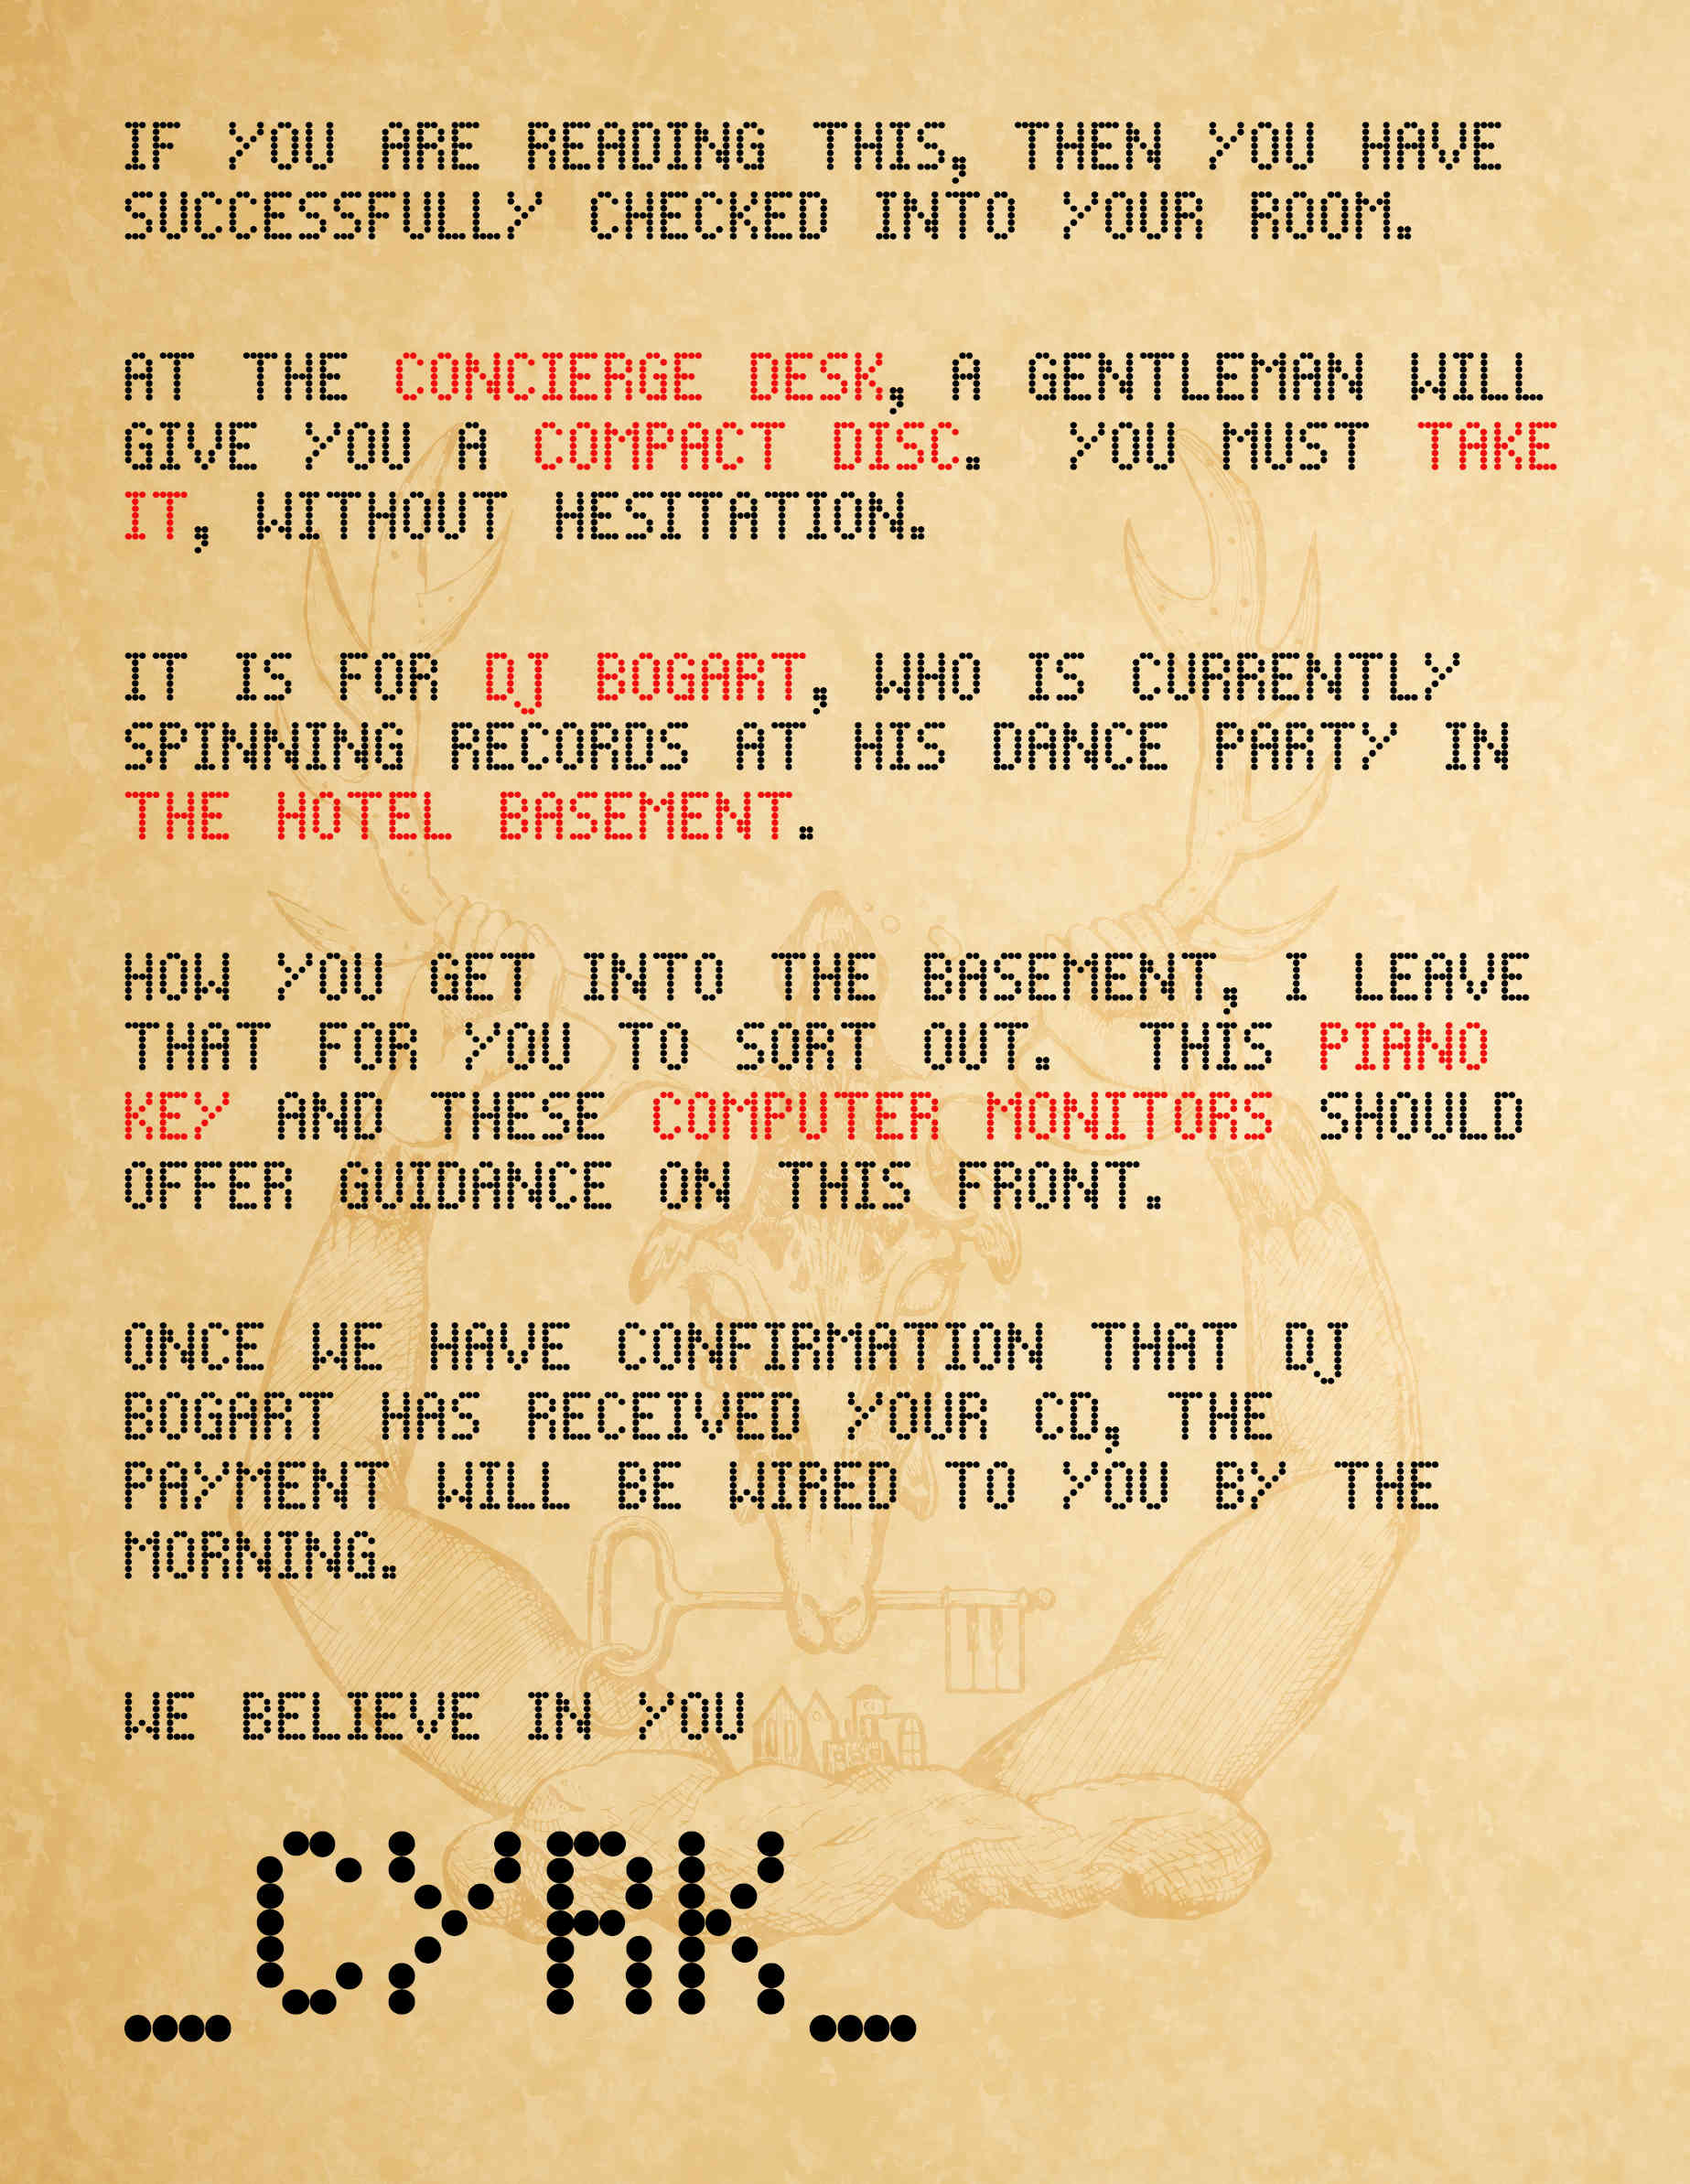 IF YOU ARE READING THIS, THEN YOU HAVE
SUCCESSFULLY CHECKED INTO YOUR ROOM.
AT THE CONCIERGE DESK, A GENTLEMAN WILL
GIVE YOU A COMPACT DISC. YOU MUST TAKE
IT, WITHOUT HESITATION.
IT IS FOR DJ BOGART, WHO IS CURRENTLY
SPINNING RECORDS AT HIS DANCE PARTY IN
THE HOTEL BASEMENT.
HOW YOU GET INTO THE BASEMENT, I LEAVE
THAT FOR YOU TO SORT OUT. THIS PIANO
KEY AND THESE COMPUTER MONITORS SHOULD
OFFER GUIDANCE ON THIS FRONT.
ONCE WE HAVE CONFIRMATION THAT DJ
BOGART HAS RECEIVED YOUR CD, THE
PAYMENT WILL BE WIRED TO YOU BY THE
MORNING.
WE BELIEVE IN YOU
_CYRK_